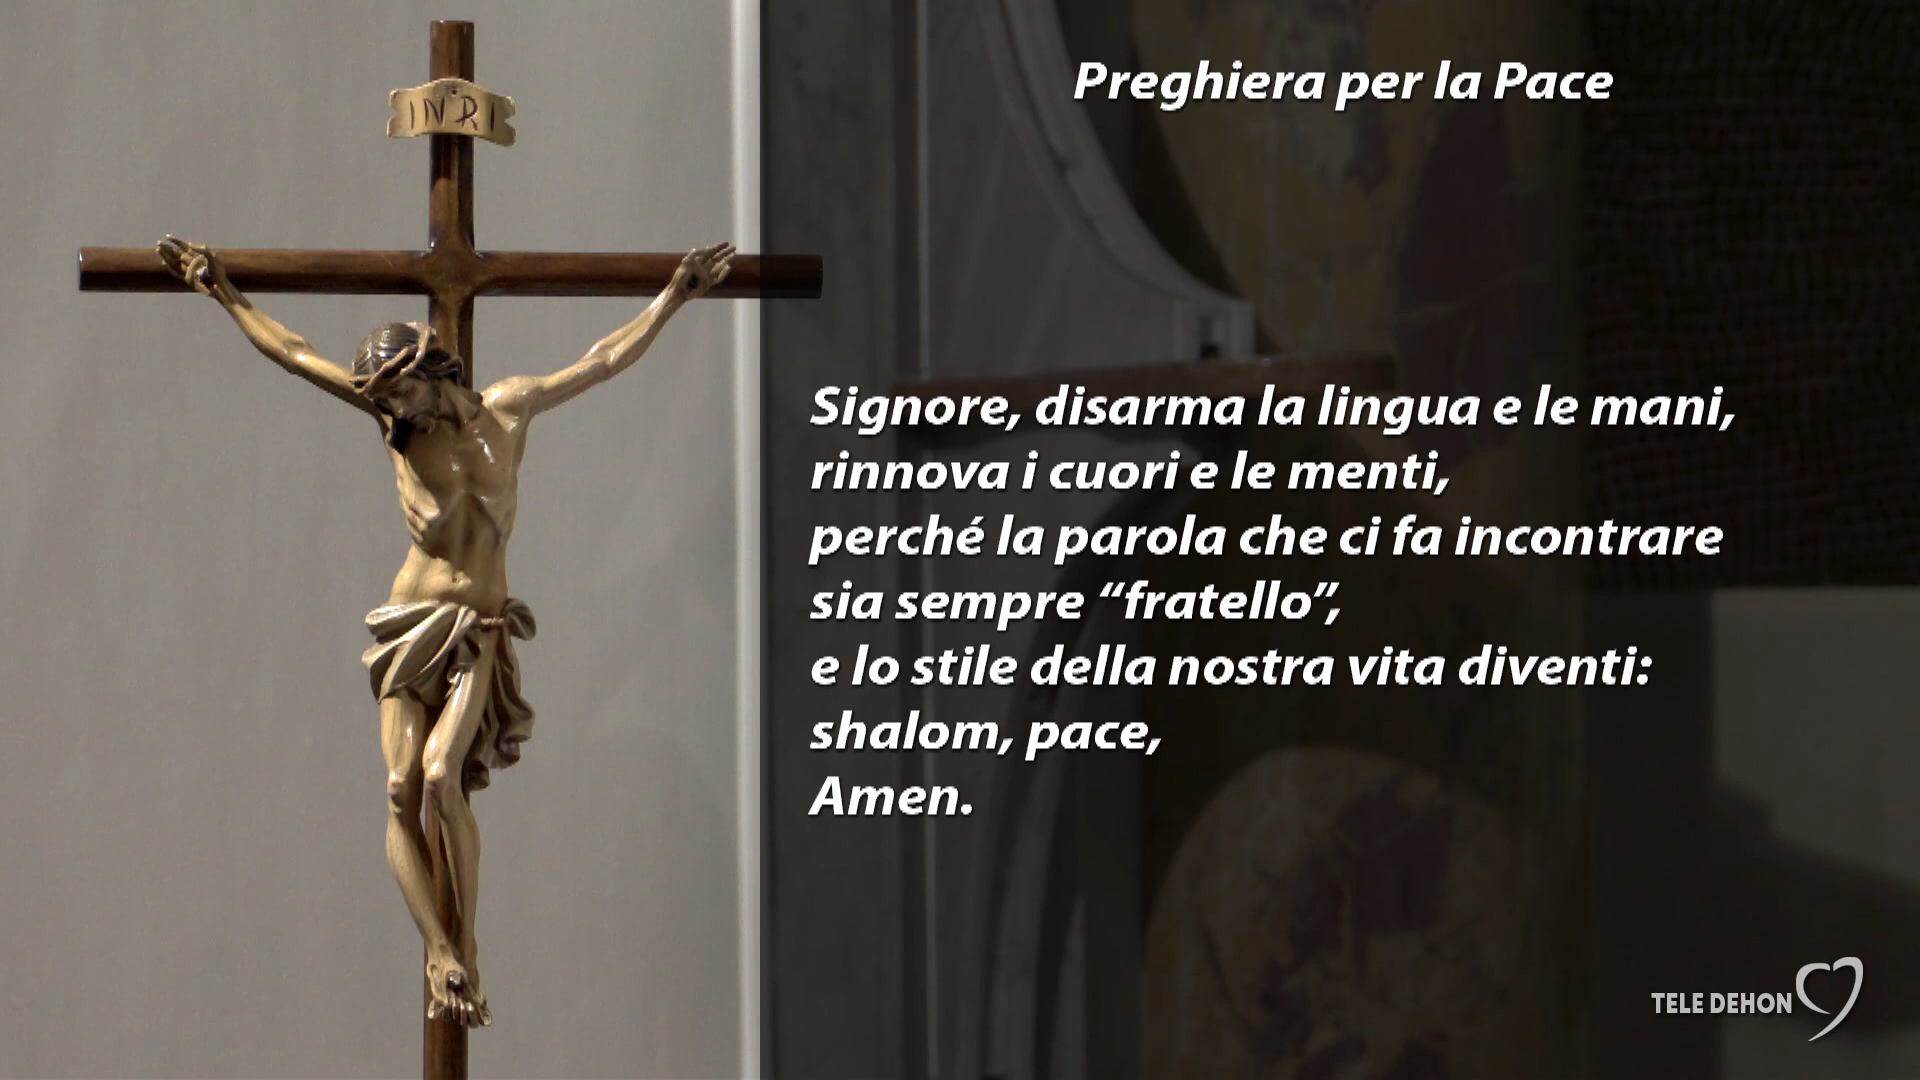 Preghiera per la Pace
INRI
Signore, disarma la lingua e le mani,
rinnova i cuori e le menti,
perché la parola che ci fa incontrare
sia sempre “fratello”,
e lo stile della nostra vita diventi:
shalom, pace,
Amen.
TELE DEHON